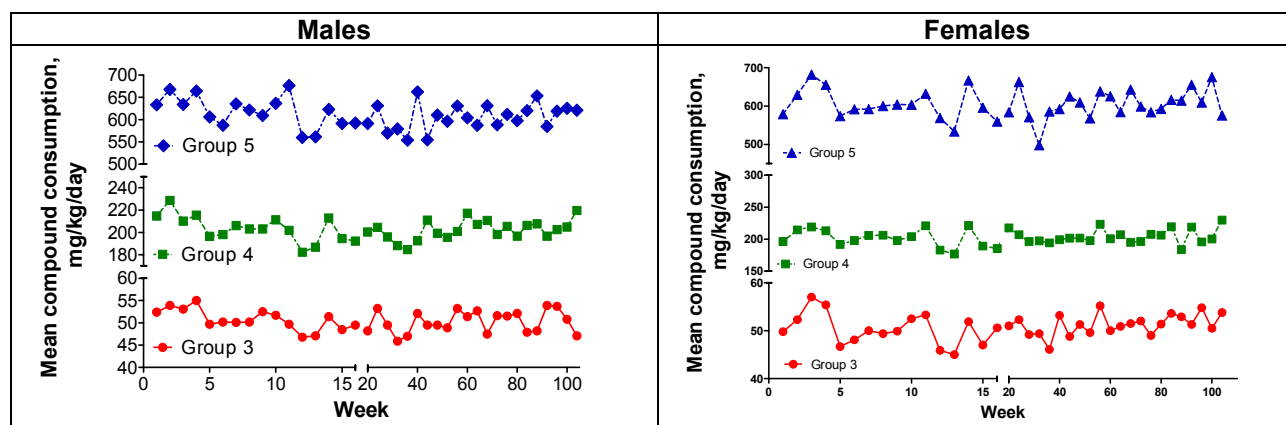 Males
Females
Mean compound consumption,
mg/kg/day
700
650
600
550
500
Group 5
240
220
200
180
160
Group 4
60
55
50
45
40
Group 3
0 5 10 15 20 40 60 80 100
Week
Mean compound consumption,
mg/kg/day
700
600
500
Group 5
300
250
200
150
100
Group 4
60
50
40
Group 3
0 5 10 15 20 40 60 80 100
Week